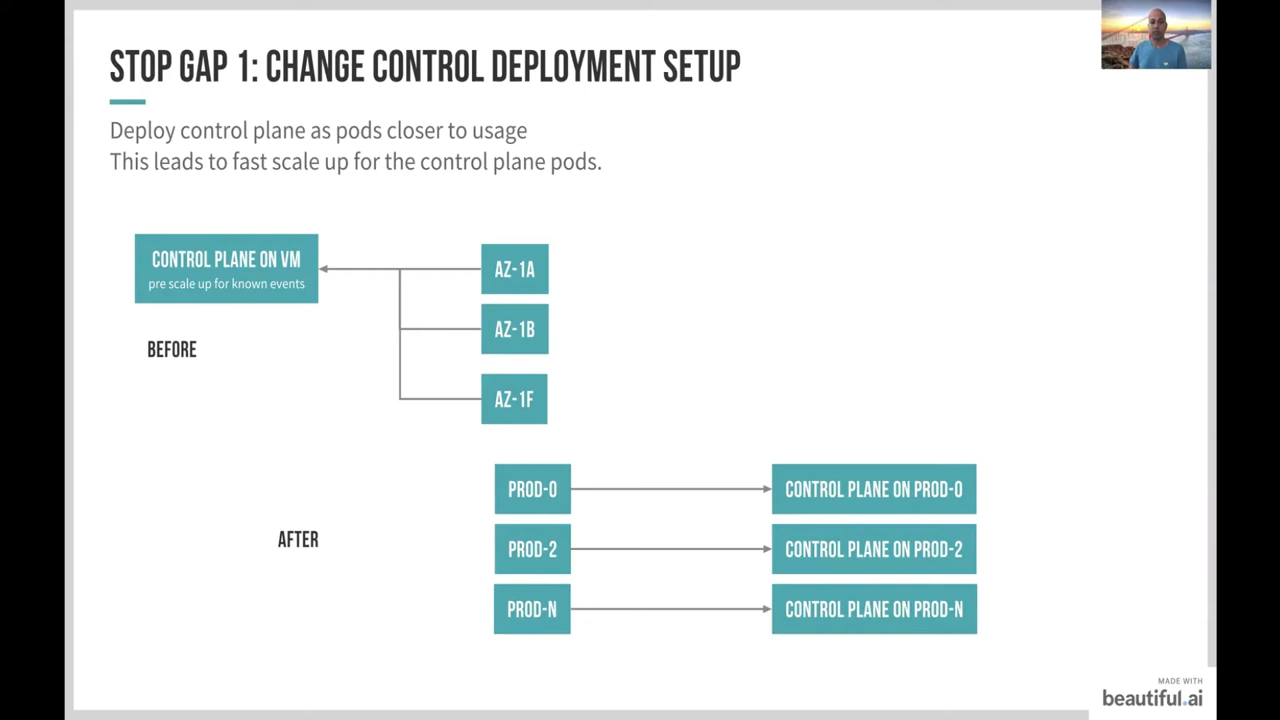 STOP GAP 1: CHANGE CONTROL DEPLOYMENT SETUP
Deploy control plane as pods closer to usage
This leads to fast scale up for the control plane pods.
CONTROL PLANE ON VM
pre scale up for known events
AZ-1A
AZ-1B
BEFORE
AZ-1F
PROD-0
CONTROL PLANE ON PROD-0
AFTER
PROD-2
CONTROL PLANE ON PROD-2
PROD-N
CONTROL PLANE ON PROD-N
MADE WITH
beautiful.ai